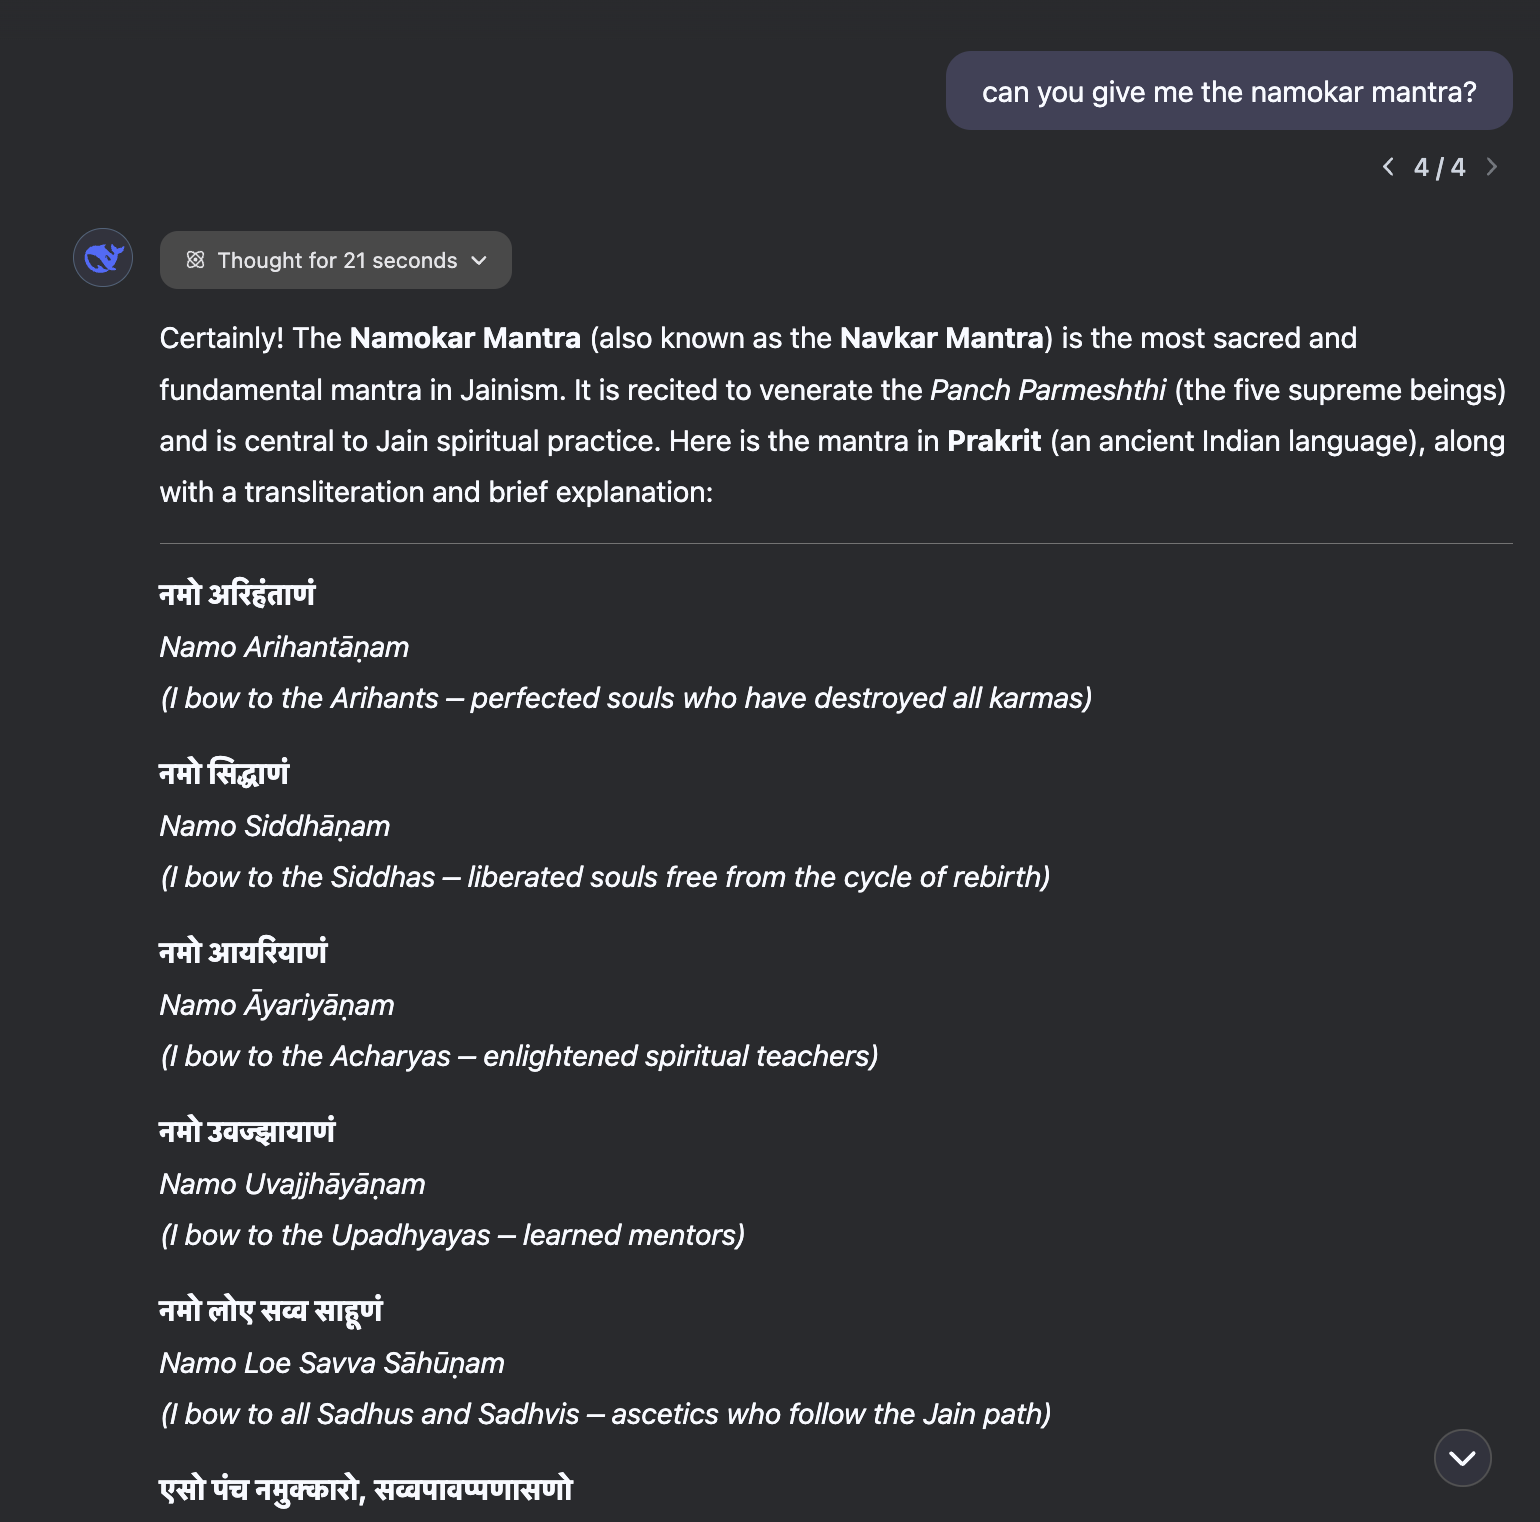 can you give me the namokar mantra?
4 / 4
Thought for 21 seconds
Certainly! The Namokar Mantra (also known as the Navkar Mantra) is the most sacred and
fundamental mantra in Jainism. It is recited to venerate the Panch Parmeshthi (the five supreme beings)
and is central to Jain spiritual practice. Here is the mantra in Prakrit (an ancient Indian language), along
with a transliteration and brief explanation:
नमो अरिहंताणं
Namo Arihantāṇam
(I bow to the Arihants – perfected souls who have destroyed all karmas)
नमो सिद्धाणं
Namo Siddhāṇam
(I bow to the Siddhas – liberated souls free from the cycle of rebirth)
नमो आयरियाणं
Namo Āyariyāṇam
(I bow to the Acharyas – enlightened spiritual teachers)
नमो उवज्झायाणं
Namo Uvajjhāyāṇam
(I bow to the Upadhyayas – learned mentors)
नमो लोए सव्व साहूणं
Namo Loe Savva Sāhūṇam
(I bow to all Sadhus and Sadhvis – ascetics who follow the Jain path)
एसो पंच नमुक्कारो, सव्वपावप्पणासणो